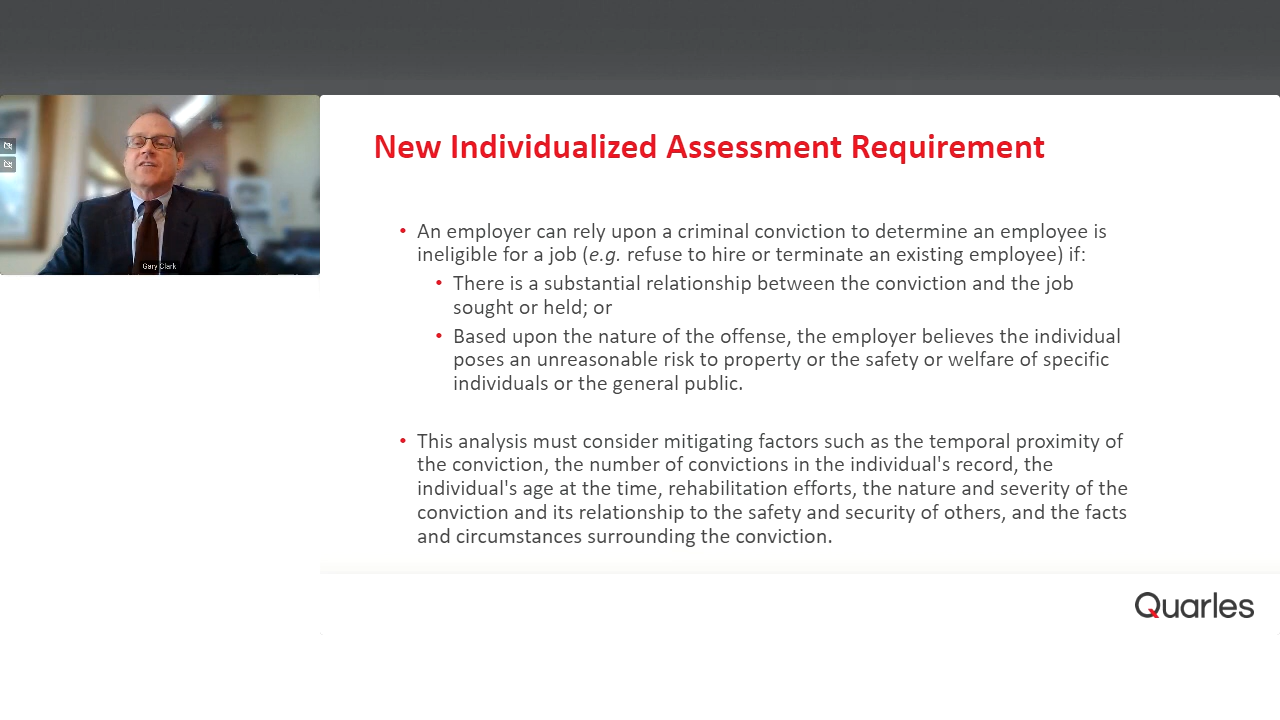 Gary Clark
New Individualized Assessment Requirement
• An employer can rely upon a criminal conviction to determine an employee is
ineligible for a job (e.g. refuse to hire or terminate an existing employee) if:
• There is a substantial relationship between the conviction and the job
sought or held; or
• Based upon the nature of the offense, the employer believes the individual
poses an unreasonable risk to property or the safety or welfare of specific
individuals or the general public.
• This analysis must consider mitigating factors such as the temporal proximity of
the conviction, the number of convictions in the individual's record, the
individual's age at the time, rehabilitation efforts, the nature and severity of the
conviction and its relationship to the safety and security of others, and the facts
and circumstances surrounding the conviction.
Quarles